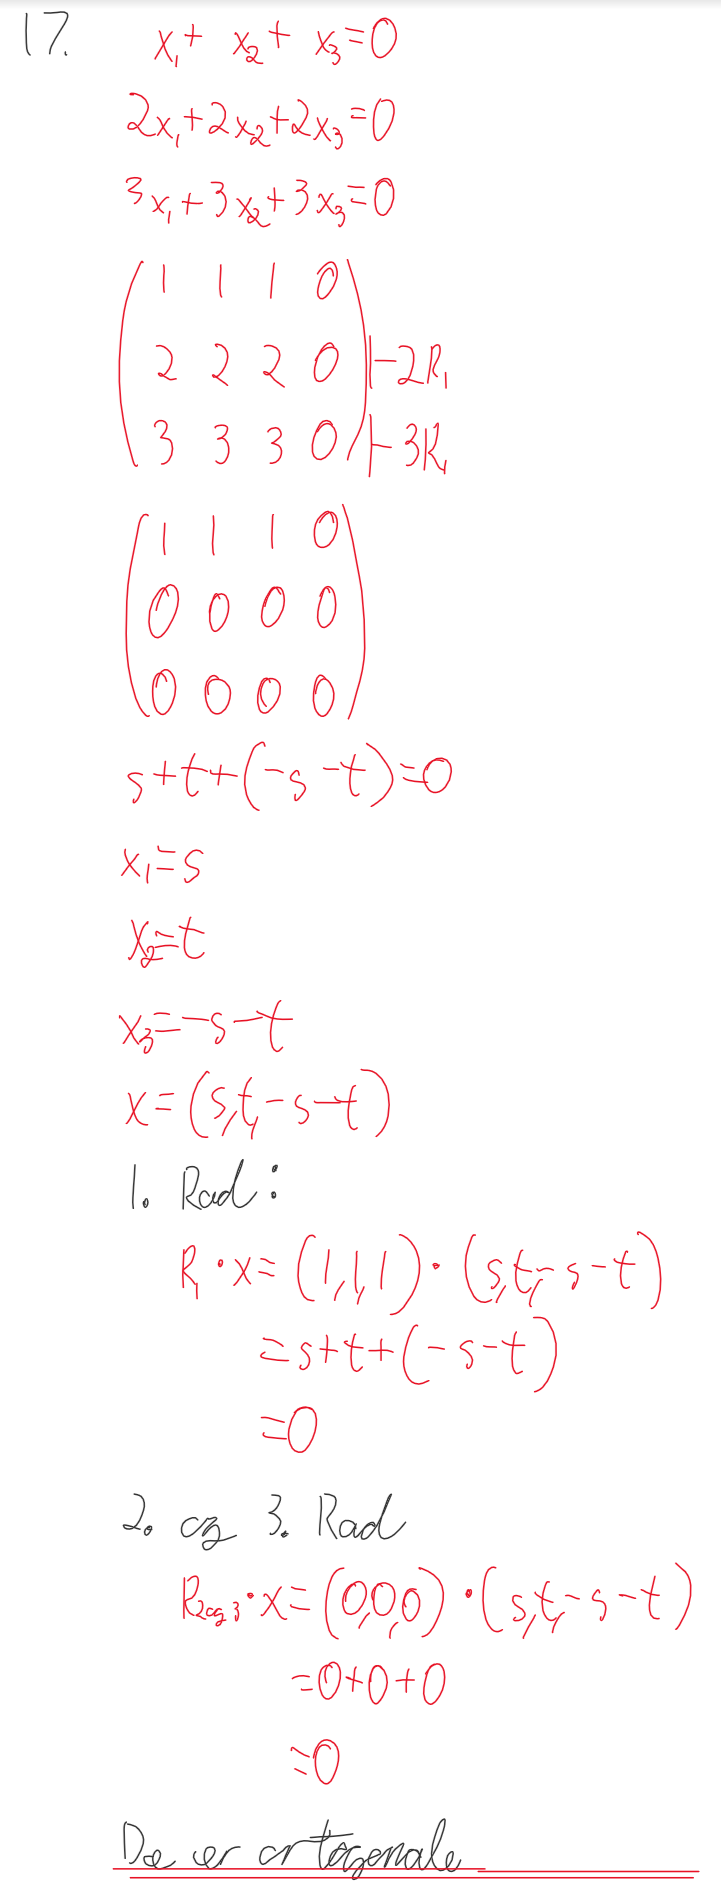 17. x₁+ x₂+ x₃=0
2x₁+2x₂+2x₃=0
3x₁+3x₂+3x₃=0
1 1 1 0
2 2 2 0 |-2R₁
3 3 3 0 |-3R₁
1 1 1 0
0 0 0 0
0 0 0 0
s+t+(-s-t)=0
x₁=s
x₂=t
x₃=-s-t
x=(s,t,-s-t)
1. Rad:
R₁·x=(1,1,1)·(s,t,-s-t)
=s+t+(-s-t)
=0
2. og 3. Rad
R₂ₒg₃·x=(0,0,0)·(s,t,-s-t)
=0+0+0
=0
De er ortogonale